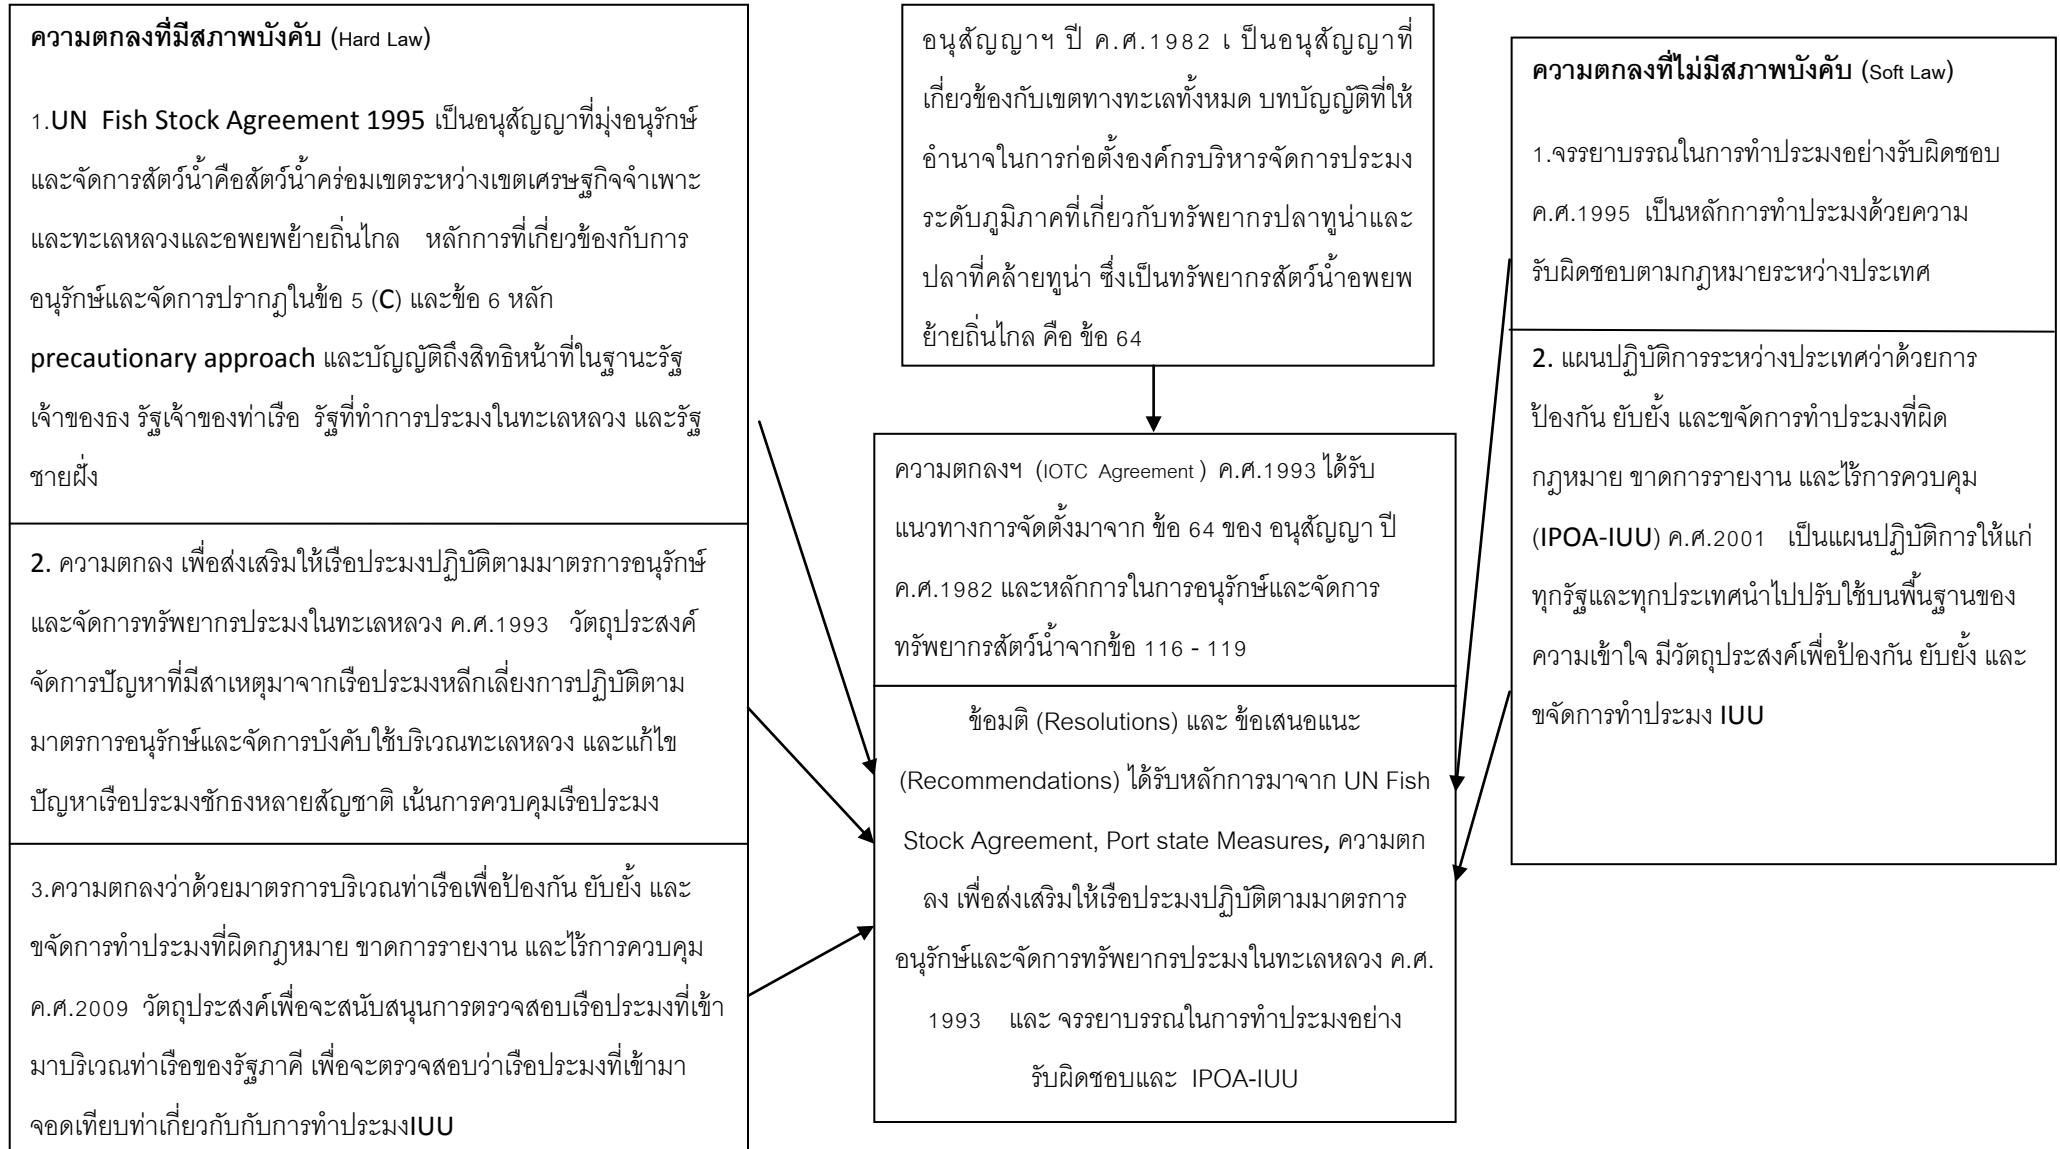 ความตกลงที่มีสภาพบังคับ (Hard Law)
1.UN Fish Stock Agreement 1995 เป็นอนุสัญญาที่มุ่งอนุรักษ์
และจัดการสัตว์น้ำคือสัตว์น้ำคร่อมเขตระหว่างเขตเศรษฐกิจจำเพาะ
และทะเลหลวงและอพยพย้ายถิ่นไกล หลักการที่เกี่ยวข้องกับการ
อนุรักษ์และจัดการปรากฏในข้อ 5 (C) และข้อ 6 หลัก
precautionary approach และบัญญัติถึงสิทธิหน้าที่ในฐานะรัฐ
เจ้าของธง รัฐเจ้าของท่าเรือ รัฐที่ทำการประมงในทะเลหลวง และรัฐ
ชายฝั่ง
2. ความตกลง เพื่อส่งเสริมให้เรือประมงปฏิบัติตามมาตรการอนุรักษ์
และจัดการทรัพยากรประมงในทะเลหลวง ค.ศ.1993 วัตถุประสงค์
จัดการปัญหาที่มีสาเหตุมาจากเรือประมงหลีกเลี่ยงการปฏิบัติตาม
มาตรการอนุรักษ์และจัดการบังคับใช้บริเวณทะเลหลวง และแก้ไข
ปัญหาเรือประมงชักธงหลายสัญชาติ เน้นการควบคุมเรือประมง
3.ความตกลงว่าด้วยมาตรการบริเวณท่าเรือเพื่อป้องกัน ยับยั้ง และ
ขจัดการทำประมงที่ผิดกฎหมาย ขาดการรายงาน และไร้การควบคุม
ค.ศ.2009 วัตถุประสงค์เพื่อจะสนับสนุนการตรวจสอบเรือประมงที่เข้า
มาบริเวณท่าเรือของรัฐภาคี เพื่อจะตรวจสอบว่าเรือประมงที่เข้ามา
จอดเทียบท่าเกี่ยวกับกับการทำประมงIUU
อนุสัญญาฯ ปี ค.ศ.1982 เ ป็นอนุสัญญาที่
เกี่ยวข้องกับเขตทางทะเลทั้งหมด บทบัญญัติที่ให้
อำนาจในการก่อตั้งองค์กรบริหารจัดการประมง
ระดับภูมิภาคที่เกี่ยวกับทรัพยากรปลาทูน่าและ
ปลาที่คล้ายทูน่า ซึ่งเป็นทรัพยากรสัตว์น้ำอพยพ
ย้ายถิ่นไกล คือ ข้อ 64
ความตกลงฯ (IOTC Agreement ) ค.ศ.1993 ได้รับ
แนวทางการจัดตั้งมาจาก ข้อ 64 ของ อนุสัญญา ปี
ค.ศ.1982 และหลักการในการอนุรักษ์และจัดการ
ทรัพยากรสัตว์น้ำจากข้อ 116 - 119
ข้อมติ (Resolutions) และ ข้อเสนอแนะ
(Recommendations) ได้รับหลักการมาจาก UN Fish
Stock Agreement, Port state Measures, ความตก
ลง เพื่อส่งเสริมให้เรือประมงปฏิบัติตามมาตรการ
อนุรักษ์และจัดการทรัพยากรประมงในทะเลหลวง ค.ศ.
1993 และ จรรยาบรรณในการทำประมงอย่าง
รับผิดชอบและ IPOA-IUU
ความตกลงที่ไม่มีสภาพบังคับ (Soft Law)
1.จรรยาบรรณในการทำประมงอย่างรับผิดชอบ
ค.ศ.1995 เป็นหลักการทำประมงด้วยความ
รับผิดชอบตามกฎหมายระหว่างประเทศ
2. แผนปฏิบัติการระหว่างประเทศว่าด้วยการ
ป้องกัน ยับยั้ง และขจัดการทำประมงที่ผิด
กฎหมาย ขาดการรายงาน และไร้การควบคุม
(IPOA-IUU) ค.ศ.2001 เป็นแผนปฏิบัติการให้แก่
ทุกรัฐและทุกประเทศนำไปปรับใช้บนพื้นฐานของ
ความเข้าใจ มีวัตถุประสงค์เพื่อป้องกัน ยับยั้ง และ
ขจัดการทำประมง IUU